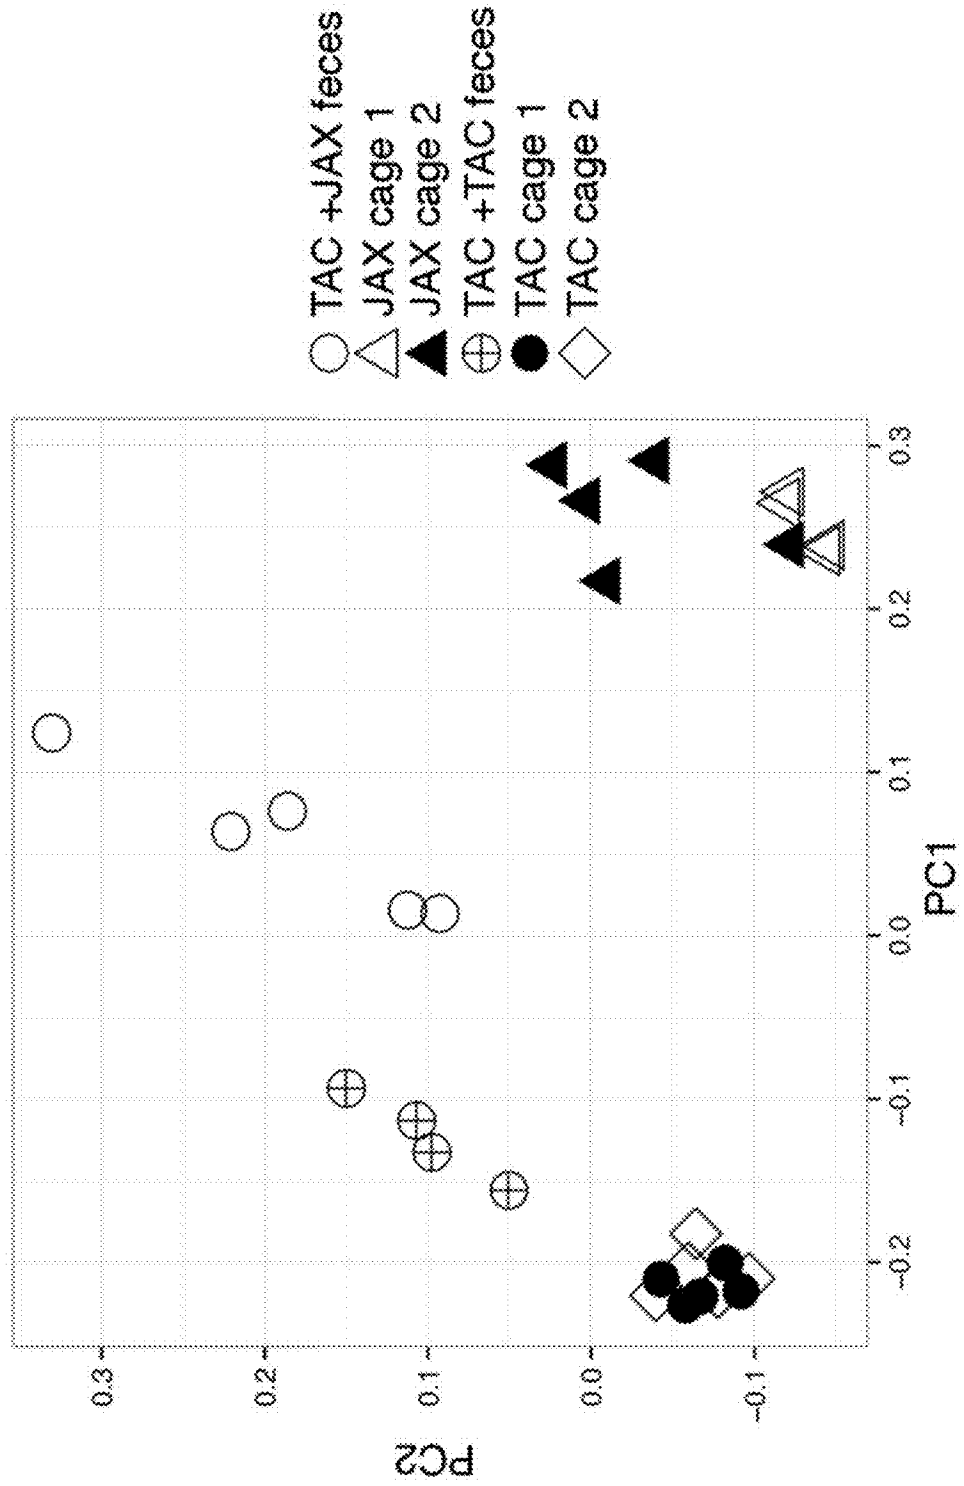 TAC +JAX feces
JAX cage 1
JAX cage 2
TAC +TAC feces
TAC cage 1
TAC cage 2
PC2
0.3
0.2
0.1
0.0
−0.1
−0.2
−0.1
0.0
0.1
0.2
0.3
PC1